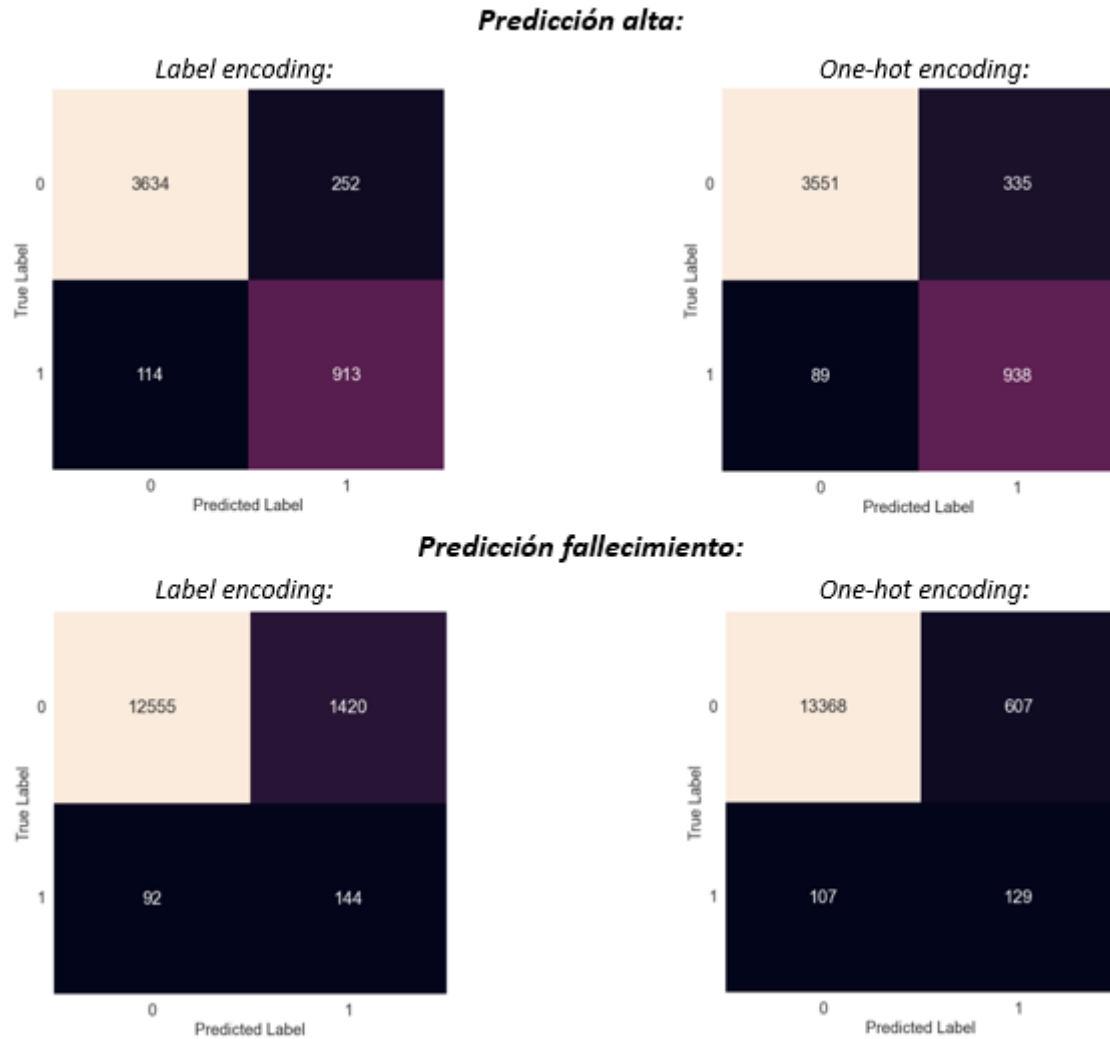 Predicción alta:
Label encoding:
One-hot encoding:
0
3634
252
True Label
1
114
913
0
1
Predicted Label
0
3551
335
True Label
1
89
938
0
1
Predicted Label
Predicción fallecimiento:
Label encoding:
One-hot encoding:
0
12555
1420
True Label
1
92
144
0
1
Predicted Label
0
13368
607
True Label
1
107
129
0
1
Predicted Label